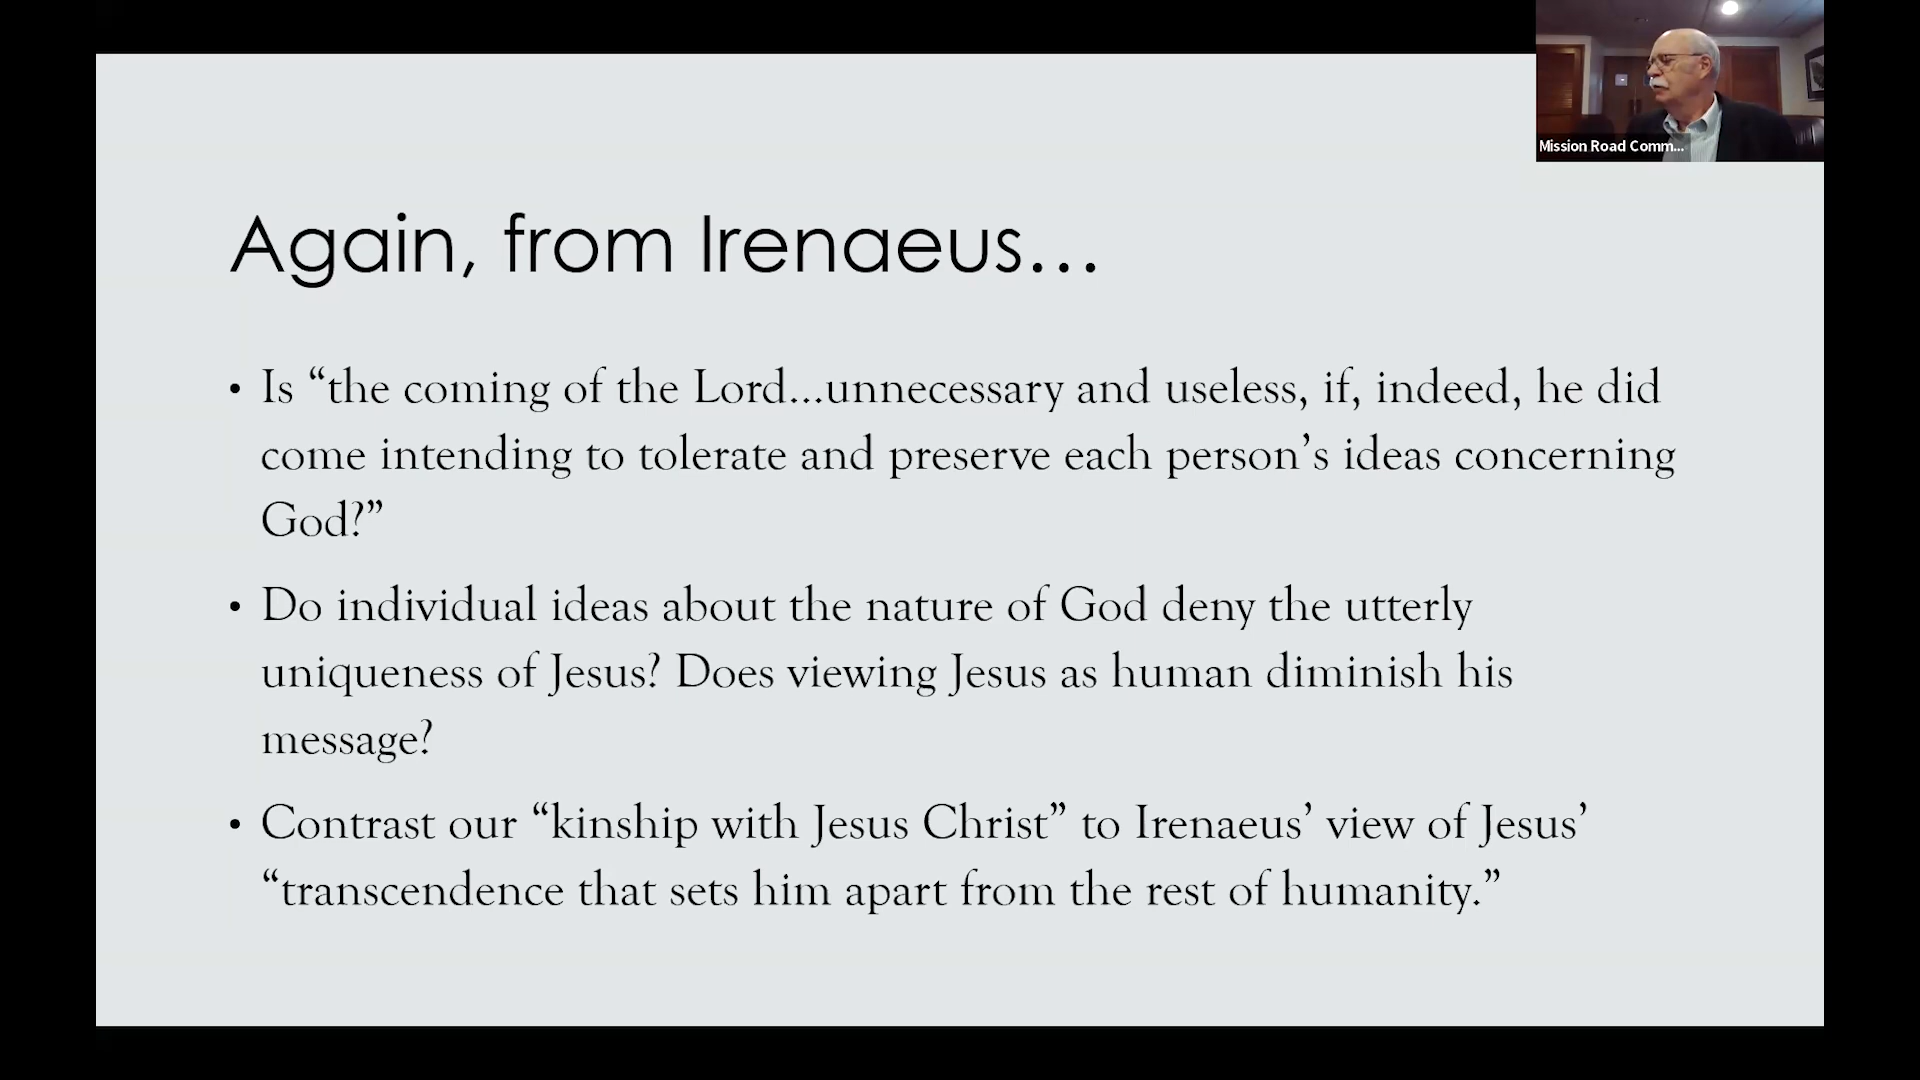 Mission Road Comm...
Again, from Irenaeus...
• Is “the coming of the Lord...unnecessary and useless, if, indeed, he did
come intending to tolerate and preserve each person’s ideas concerning
God?”
• Do individual ideas about the nature of God deny the utterly
uniqueness of Jesus? Does viewing Jesus as human diminish his
message?
• Contrast our “kinship with Jesus Christ” to Irenaeus’ view of Jesus’
“transcendence that sets him apart from the rest of humanity.”